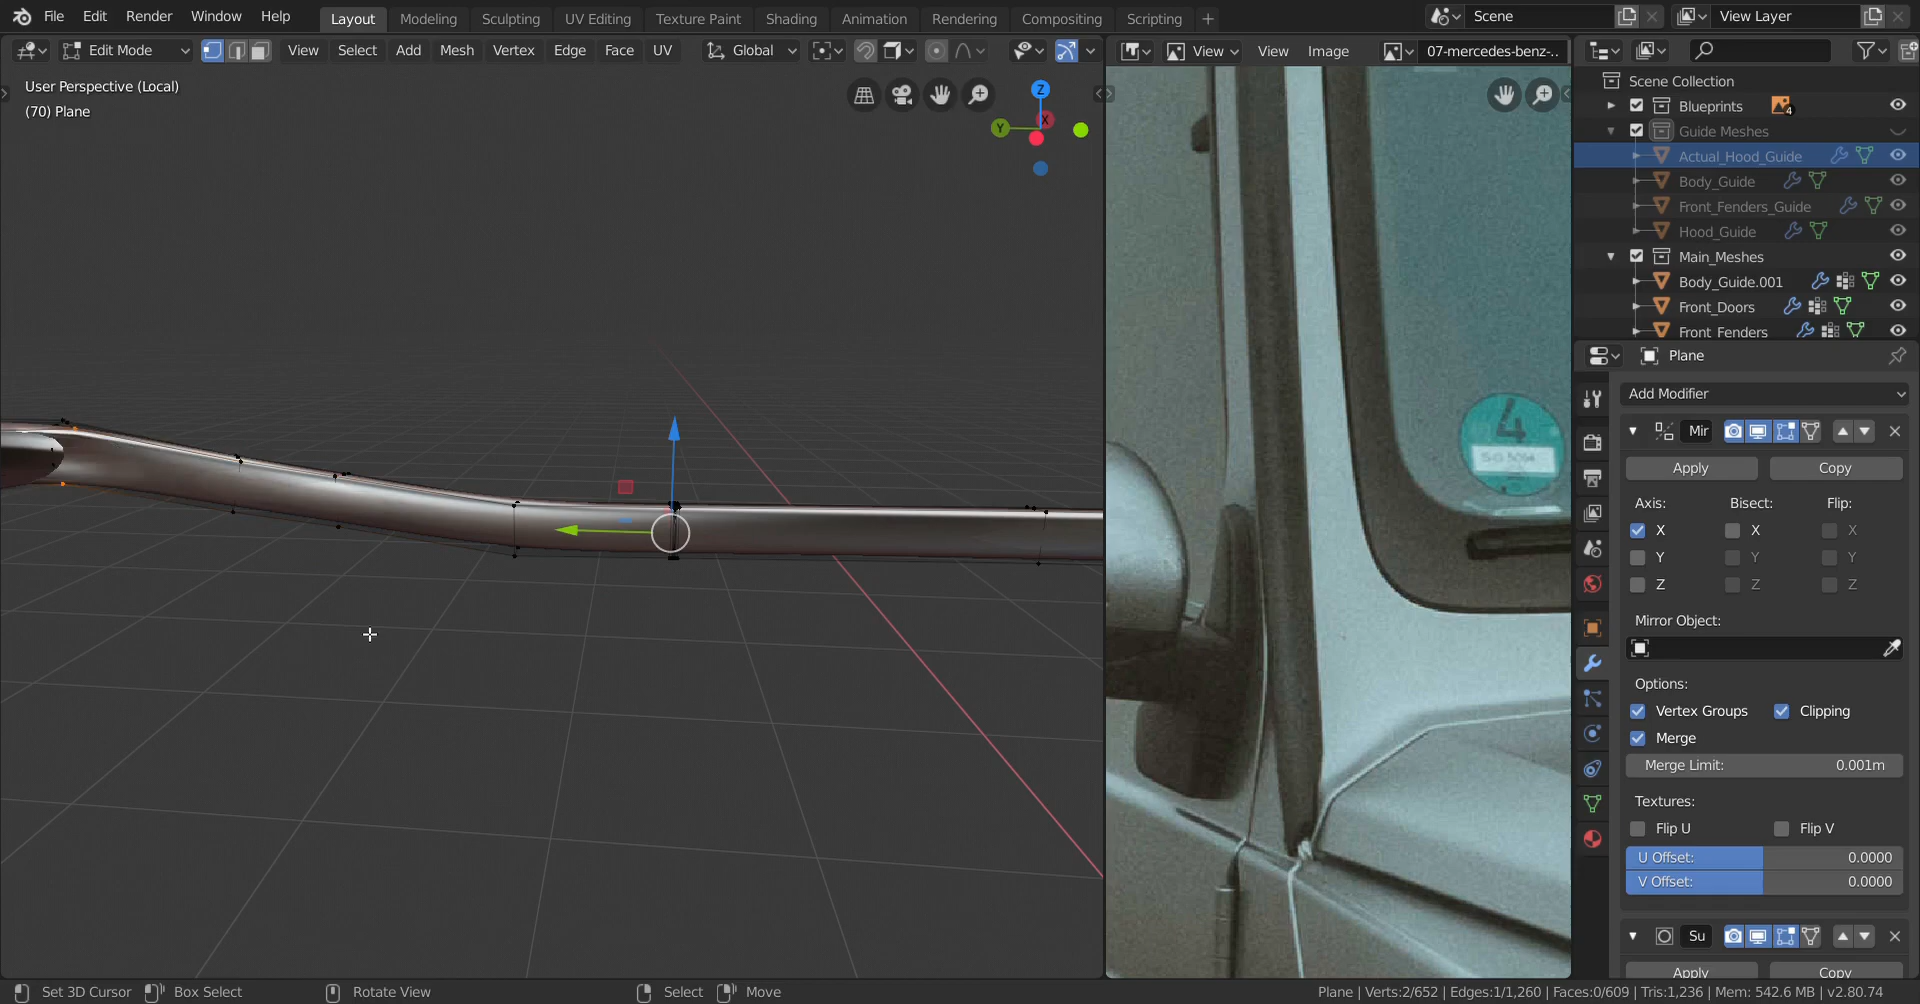 File Edit Render Window Help Layout Modeling Sculpting UV Editing Texture Paint Shading Animation Rendering Compositing Scripting + Scene View Layer
Edit Mode View Select Add Mesh Vertex Edge Face UV Global View View Image 07-mercedes-benz-..
User Perspective (Local)
(70) Plane
Z
Y
X
4
Scene Collection
Blueprints 4
Guide Meshes
Actual_Hood_Guide
Body_Guide
Front_Fenders_Guide
Hood_Guide
Main_Meshes
Body_Guide.001
Front_Doors
Front Fenders
Plane
Add Modifier
Mir
Apply Copy
Axis: Bisect: Flip:
X X X
Y Y Y
Z Z Z
Mirror Object:
Options:
Vertex Groups Clipping
Merge
Merge Limit: 0.001m
Textures:
Flip U Flip V
U Offset: 0.0000
V Offset: 0.0000
Su
Apply Copy
Set 3D Cursor Box Select Rotate View Select Move Plane | Verts:2/652 | Edges:1/1,260 | Faces:0/609 | Tris:1,236 | Mem: 542.6 MB | v2.80.74